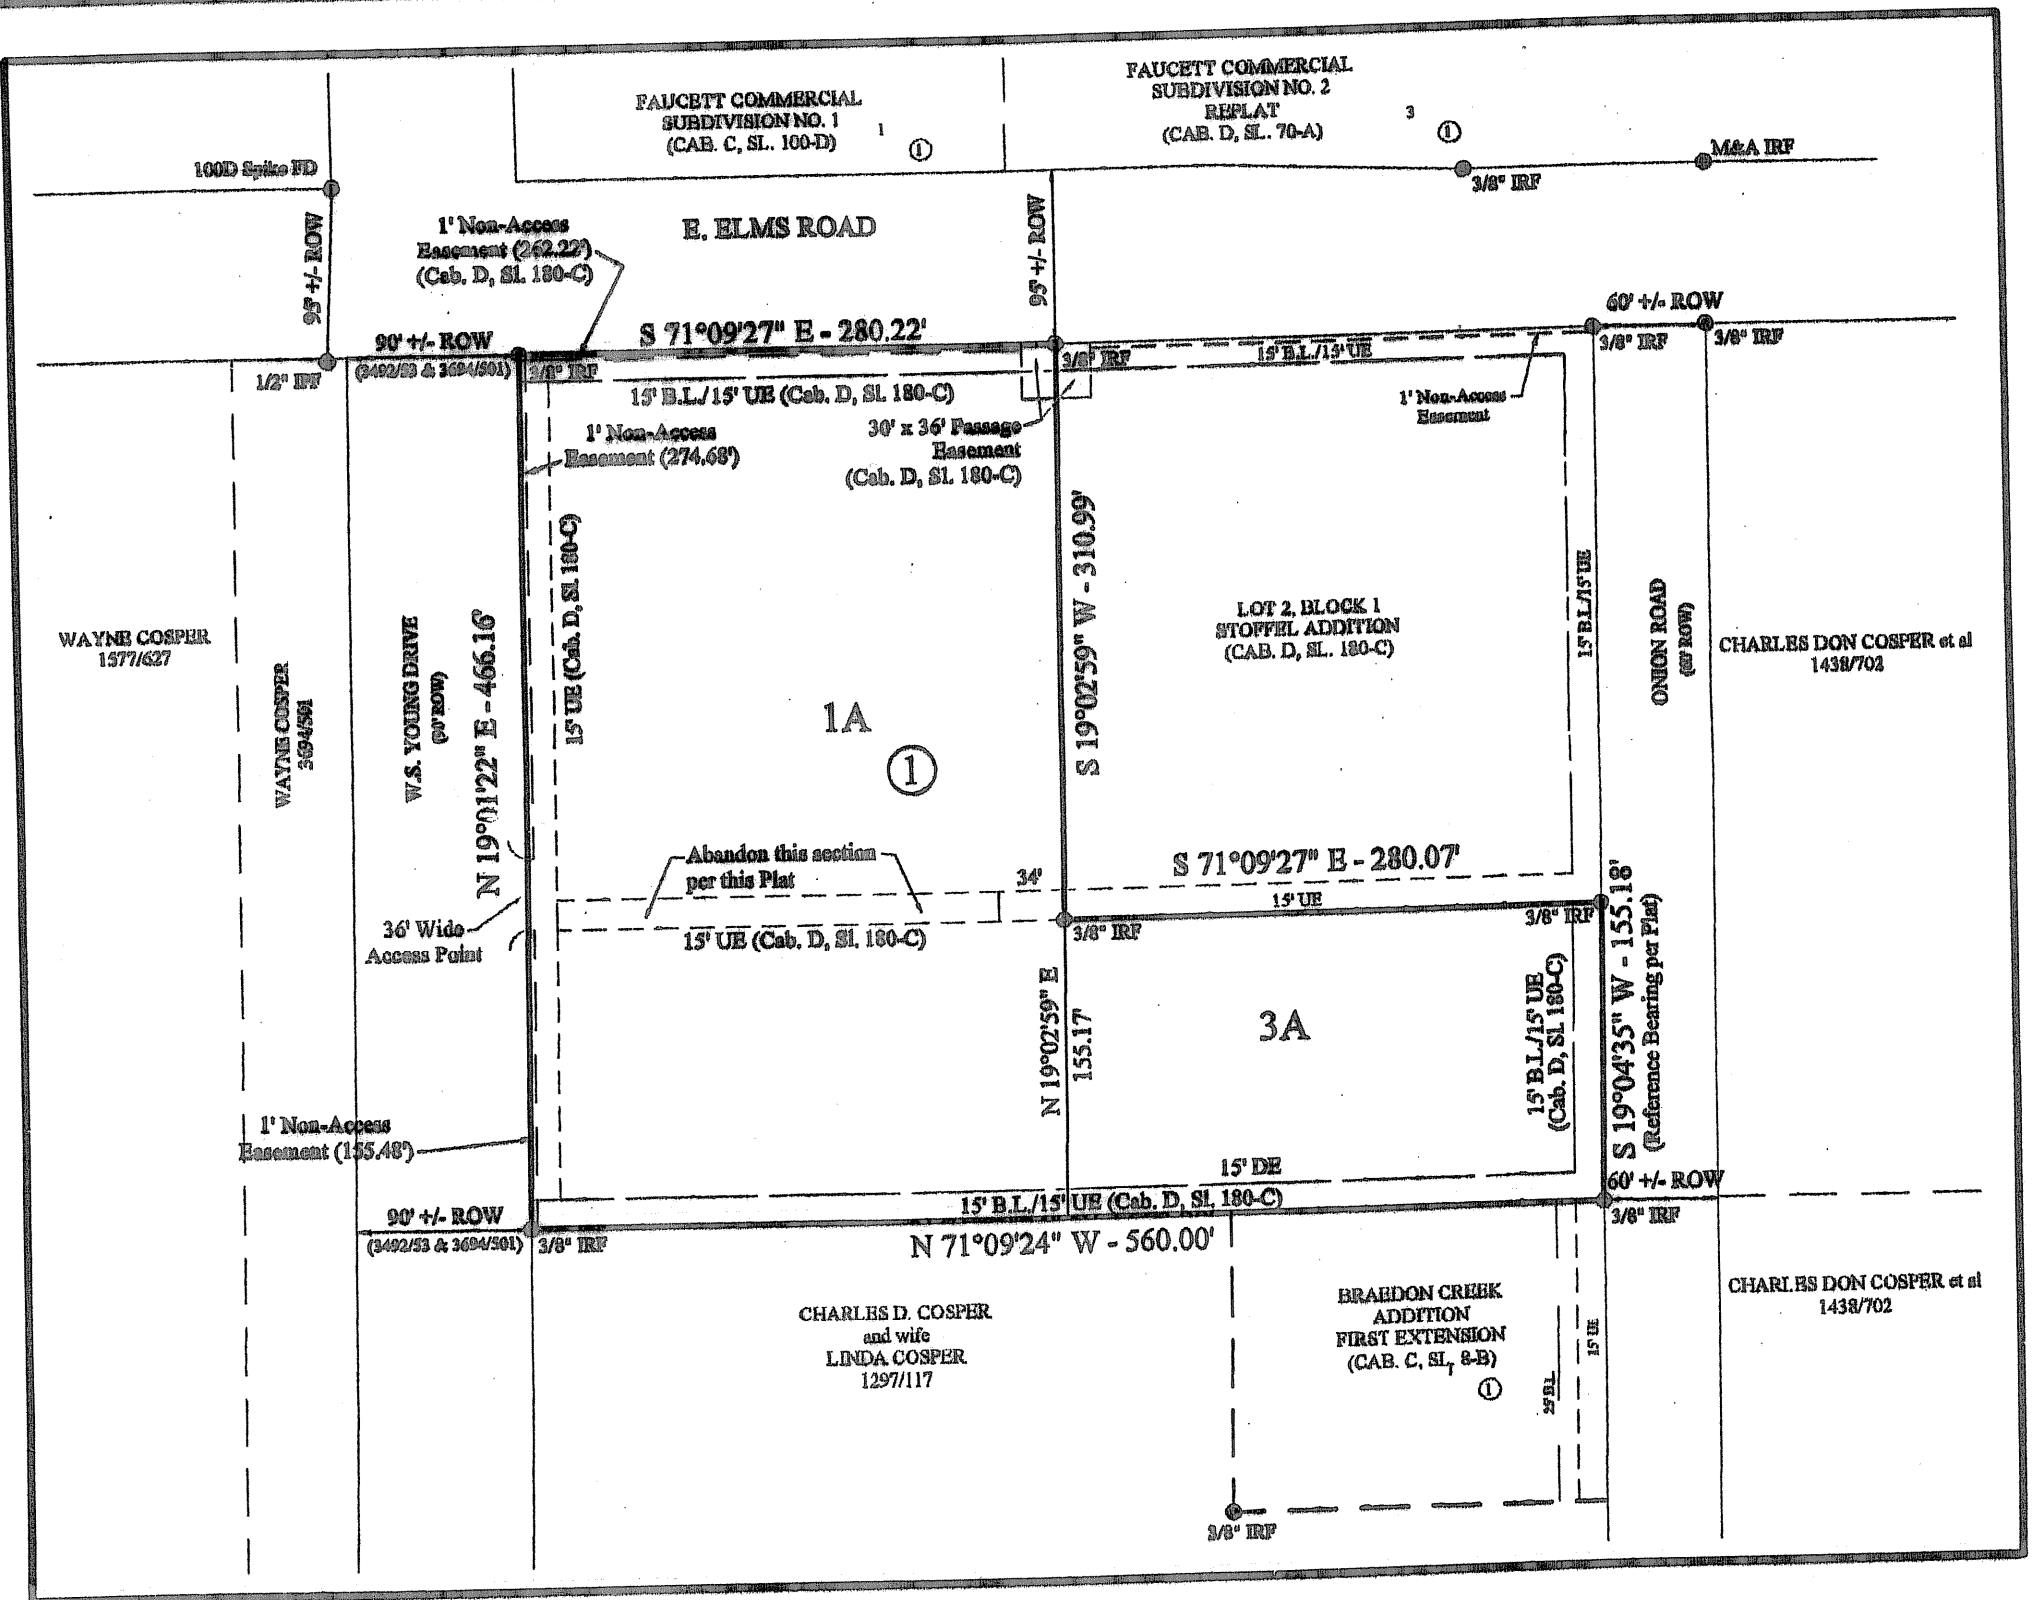 FAUCETT COMMERCIAL
SUBDIVISION NO. 1
(CAB. C, SL. 100-D)
1
1
FAUCETT COMMERCIAL
SUBDIVISION NO. 2
REPLAT
(CAB. D, SL. 70-A)
3
1
M&A IRF
100D Spike FD
3/8" IRF
95' +/- ROW
1' Non-Access
Easement (262.22')
(Cab. D, Sl. 180-C)
E. ELMS ROAD
95' +/- ROW
60' +/- ROW
90' +/- ROW
(3492/53 & 3694/501)
S 71°09'27" E - 280.22'
1/2" IPF
3/8" IRF
3/8" IRF
15' B.L./15' UE
3/8" IRF
3/8" IRF
15' B.L./15' UE (Cab. D, Sl. 180-C)
1' Non-Access
Easement
1' Non-Access
Easement (274.68')
30' x 36' Passage
Easement
(Cab. D, Sl. 180-C)
WAYNE COSPER
1577/627
WAYNE COSPER
3694/501
W.S. YOUNG DRIVE
(90' ROW)
N 19°01'22" E - 466.16'
15' UE (Cab. D, Sl. 180-C)
1A
1
S 19°02'59" W - 310.99'
LOT 2, BLOCK 1
STOFFEL ADDITION
(CAB. D, SL. 180-C)
15' B.L./15' UE
ONION ROAD
(60' ROW)
CHARLES DON COSPER et al
1438/702
Abandon this section
per this Plat
34'
S 71°09'27" E - 280.07'
15' UE
36' Wide
Access Point
15' UE (Cab. D, Sl. 180-C)
3/8" IRF
3/8" IRF
N 19°02'59" E
155.17'
3A
15' B.L./15' UE
(Cab. D, Sl. 180-C)
S 19°04'35" W - 155.18'
(Reference Bearing per Plat)
1' Non-Access
Easement (155.48')
15' DE
15' B.L./15' UE (Cab. D, Sl. 180-C)
60' +/- ROW
3/8" IRF
90' +/- ROW
(3492/53 & 3694/501)
3/8" IRF
N 71°09'24" W - 560.00'
CHARLES D. COSPER
and wife
LINDA COSPER
1297/117
BRAEDON CREEK
ADDITION
FIRST EXTENSION
(CAB. C, SL, 8-B)
1
25' B.L.
15' UE
CHARLES DON COSPER et al
1438/702
3/8" IRF